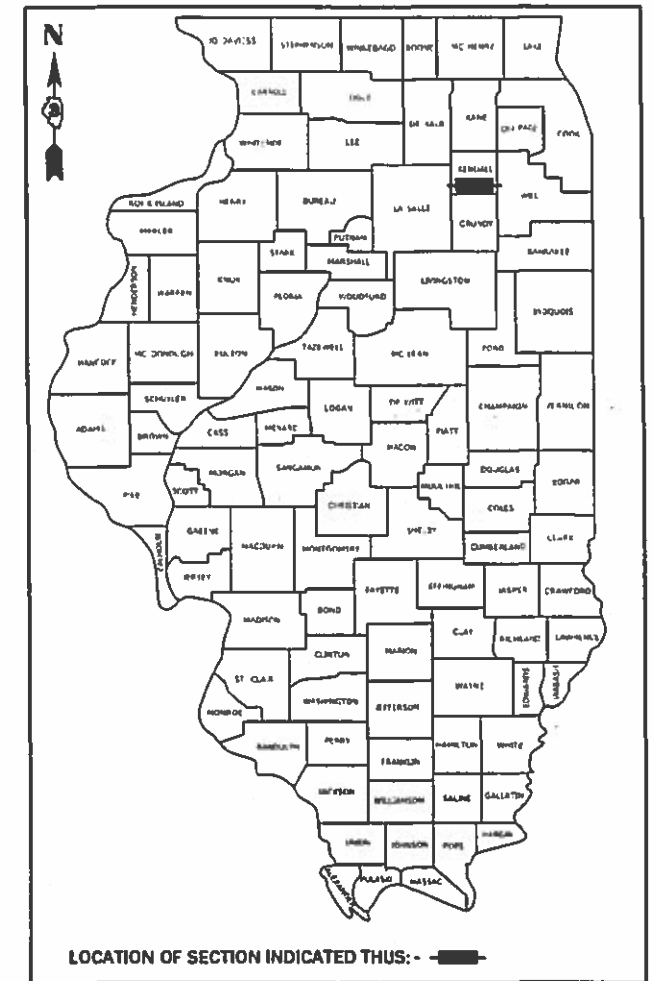 N
JO DAVIESS STEPHENSON WINNEBAGO BOONE MC HENRY LAKE
CARROLL OGLE DE KALB KANE DU PAGE COOK
WHITESIDE LEE KENDALL
ROCK ISLAND HENRY BUREAU LA SALLE GRUNDY WILL
MERCER PUTNAM KANKAKEE
STARK MARSHALL
HENDERSON WARREN KNOX PEORIA WOODFORD LIVINGSTON IROQUOIS
HANCOCK MC DONOUGH FULTON TAZEWELL MC LEAN FORD
SCHUYLER MASON LOGAN DE WITT CHAMPAIGN VERMILION
ADAMS BROWN CASS MENARD MACON PIATT
MORGAN SANGAMON DOUGLAS EDGAR
PIKE SCOTT CHRISTIAN MOULTRIE COLES
CALHOUN GREENE MACOUPIN MONTGOMERY SHELBY CUMBERLAND CLARK
JERSEY FAYETTE EFFINGHAM JASPER CRAWFORD
MADISON BOND CLAY RICHLAND LAWRENCE
CLINTON MARION
ST. CLAIR WASHINGTON JEFFERSON WAYNE EDWARDS WABASH
MONROE
RANDOLPH PERRY FRANKLIN HAMILTON WHITE
JACKSON WILLIAMSON SALINE GALLATIN
UNION JOHNSON POPE HARDIN
ALEXANDER PULASKI MASSAC
LOCATION OF SECTION INDICATED THUS: -